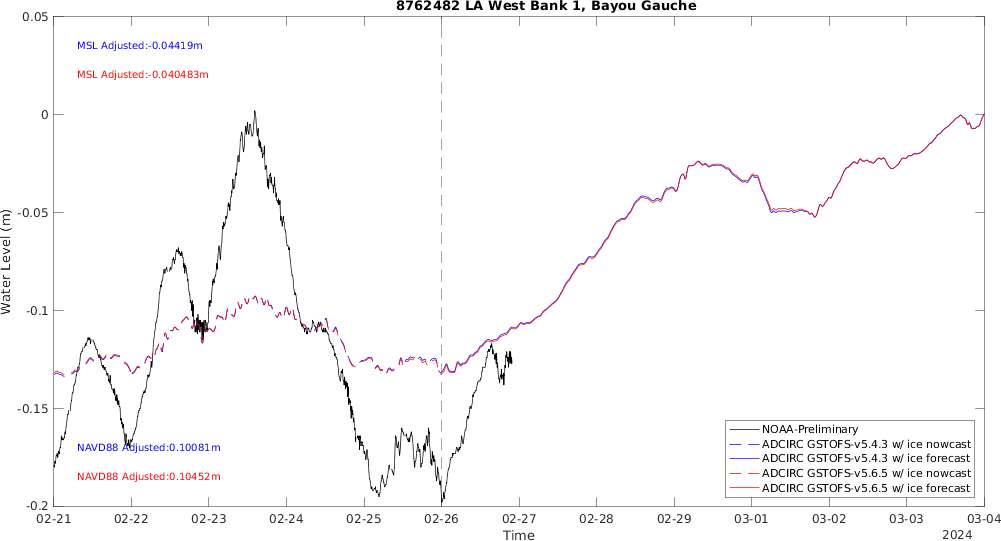 8762482 LA West Bank 1, Bayou Gauche
0.05
MSL Adjusted:-0.04419m
MSL Adjusted:-0.040483m
0
-0.05
Water Level (m)
-0.1
-0.15
NAVD88 Adjusted:0.10081m
NAVD88 Adjusted:0.10452m
-0.2
NOAA-Preliminary
ADCIRC GSTOFS-v5.4.3 w/ ice nowcast
ADCIRC GSTOFS-v5.4.3 w/ ice forecast
ADCIRC GSTOFS-v5.6.5 w/ ice nowcast
ADCIRC GSTOFS-v5.6.5 w/ ice forecast
02-21 02-22 02-23 02-24 02-25 02-26 02-27 02-28 02-29 03-01 03-02 03-03 03-04
Time
2024